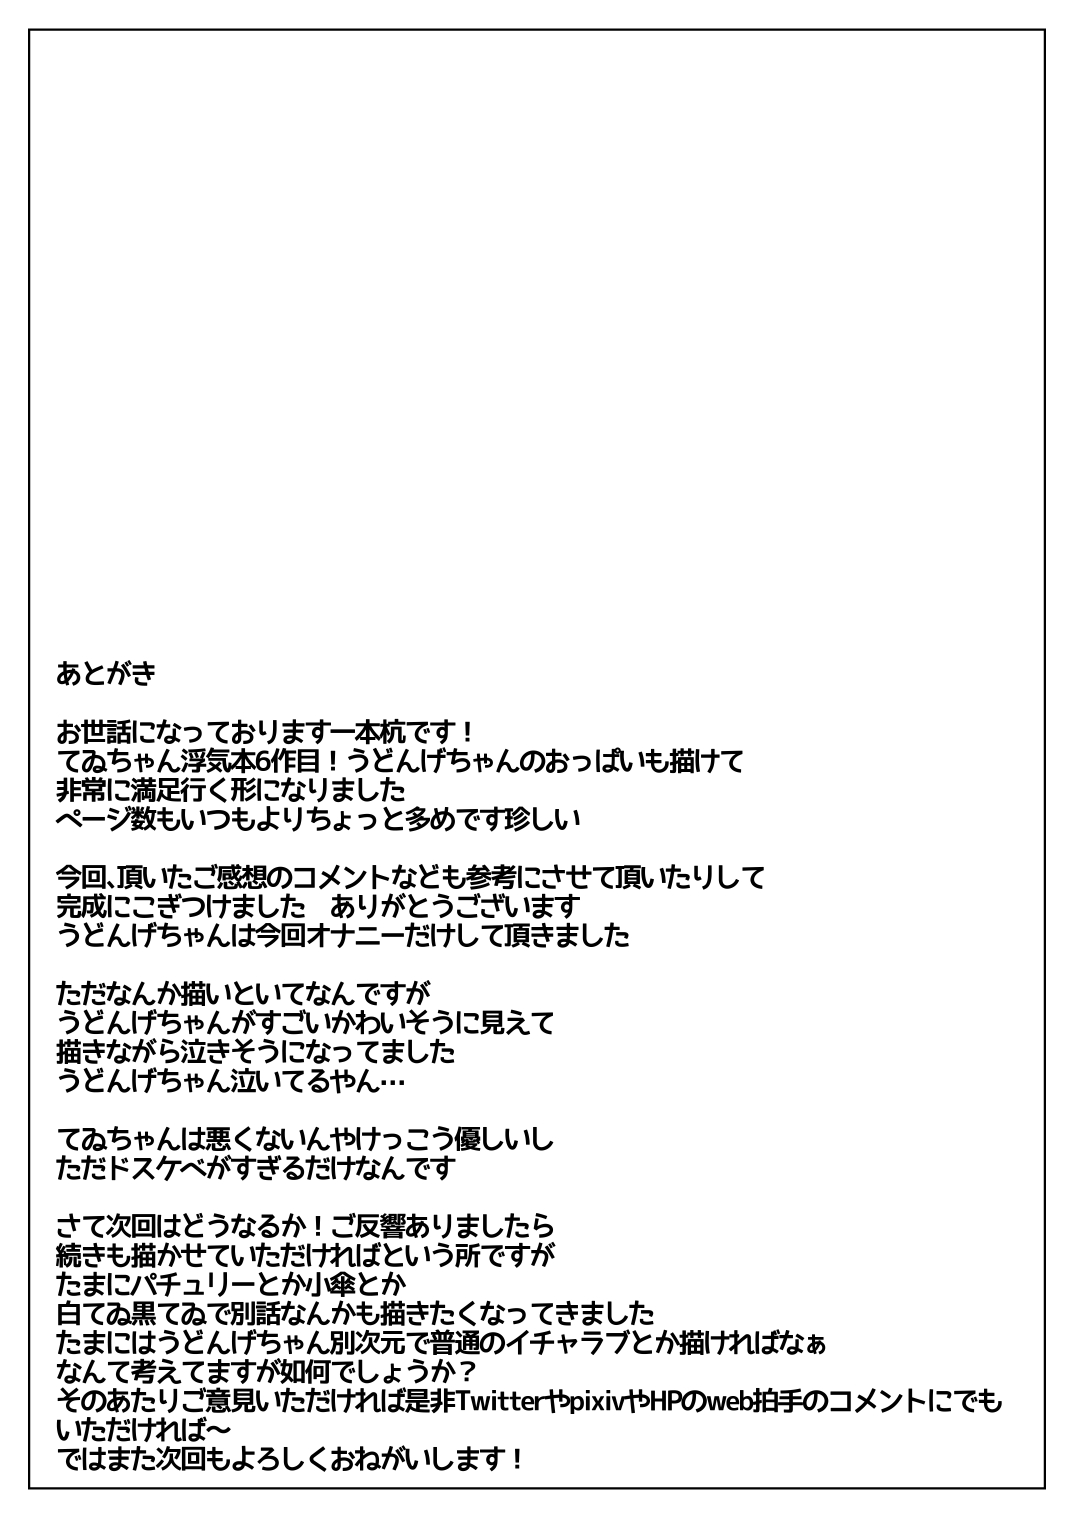 あとがき
お世話になっております一本杭です！
てゐちゃん浮気本6作目！うどんげちゃんのおっぱいも描けて
非常に満足行く形になりました
ページ数もいつもよりちょっと多めです珍しい
今回、頂いたご感想のコメントなども参考にさせて頂いたりして
完成にこぎつけました　ありがとうございます
うどんげちゃんは今回オナニーだけして頂きました
ただなんか描いといてなんですが
うどんげちゃんがすごいかわいそうに見えて
描きながら泣きそうになってました
うどんげちゃん泣いてるやん…
てゐちゃんは悪くないんやけっこう優しいし
ただドスケベがすぎるだけなんです
さて次回はどうなるか！ご反響ありましたら
続きも描かせていただければという所ですが
たまにパチュリーとか小傘とか
白てゐ黒てゐで別話なんかも描きたくなってきました
たまにはうどんげちゃん別次元で普通のイチャラブとか描ければなぁ
なんて考えてますが如何でしょうか？
そのあたりご意見いただければ是非TwitterやpixivやHPのweb拍手のコメントにでも
いただければ～
ではまた次回もよろしくおねがいします！